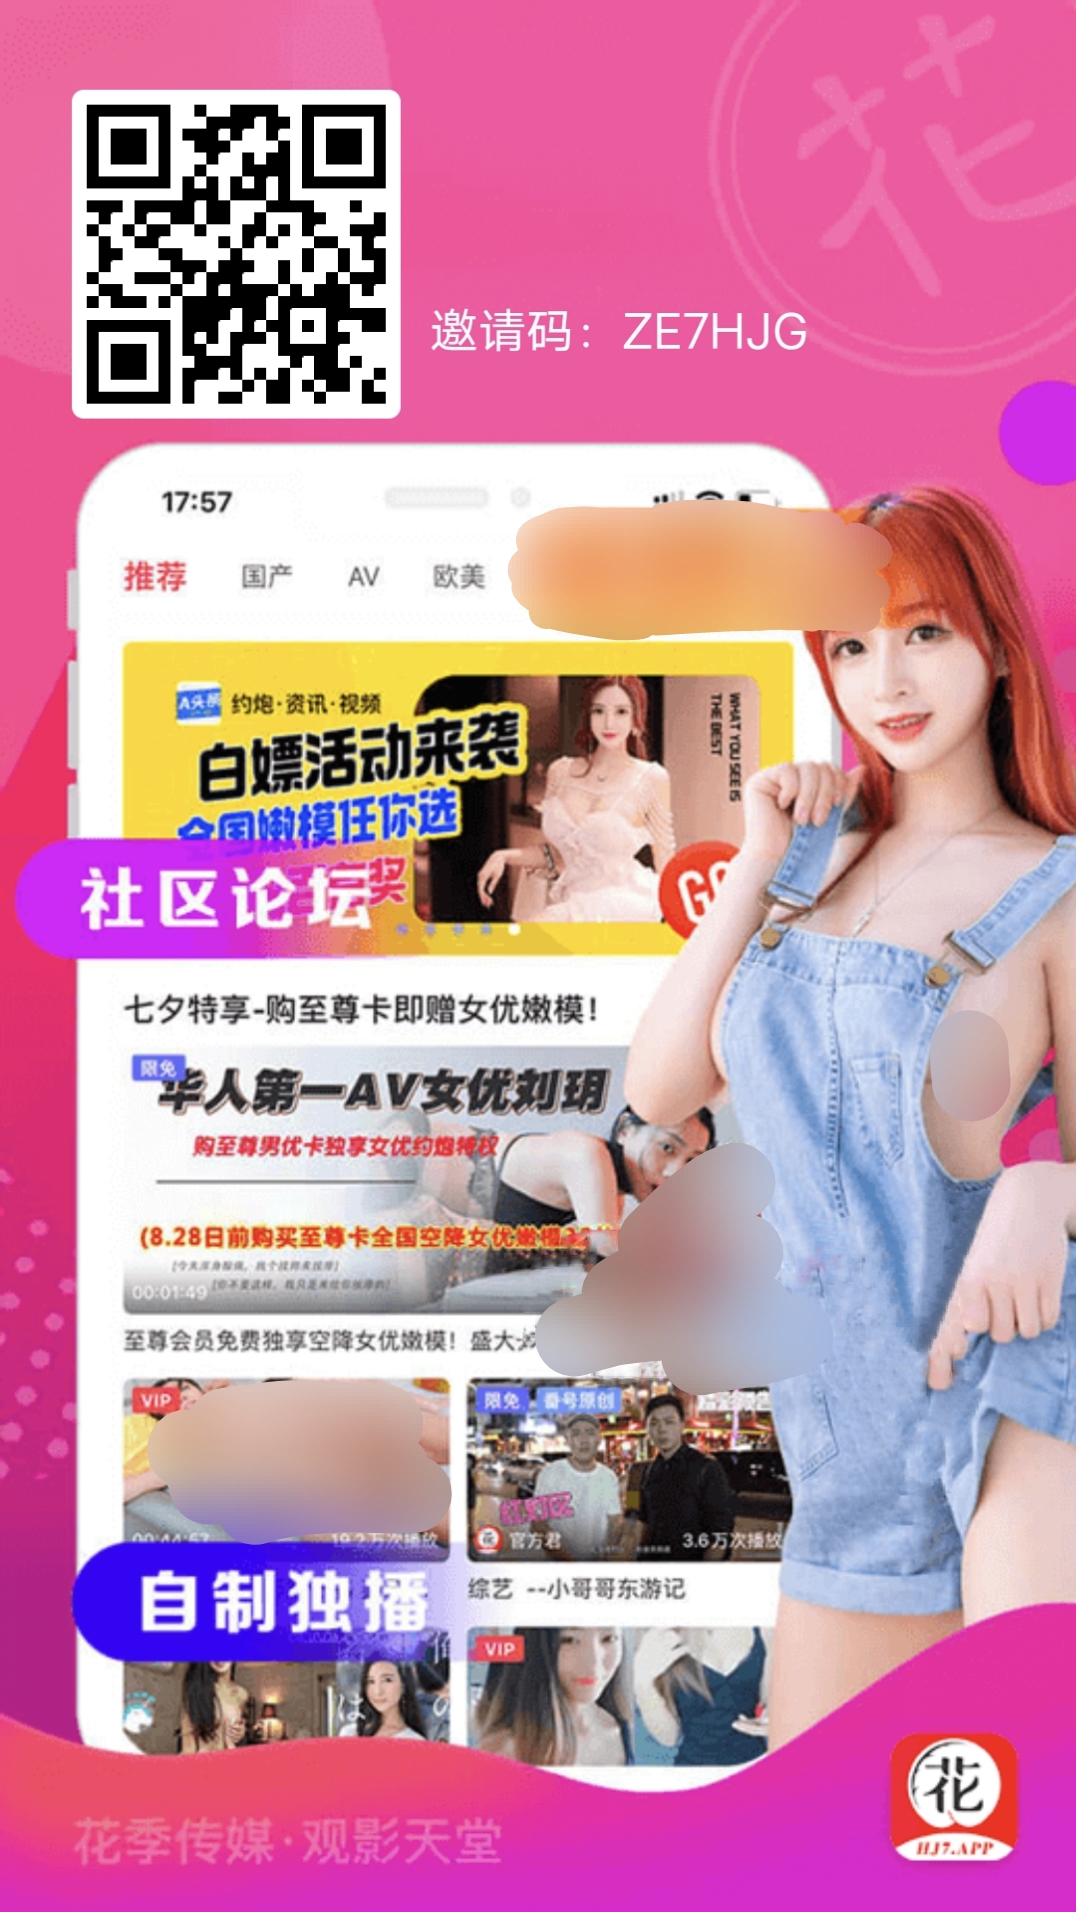 邀请码：ZE7HJG
17:57
推荐 国产 AV 欧美
A头条 约炮·资讯·视频
白嫖活动来袭
全国嫩模任你选
WHAT YOU SEE IS
THE BEST
社区论坛
七夕特享-购至尊卡即赠女优嫩模！
限免
华人第一AV女优刘玥
购至尊男优卡独享女优约炮特权
(8.28日前购买至尊卡全国空降女优嫩模
00:01:49
至尊会员免费独享空降女优嫩模！盛大
VIP
限免 番号原创
红灯区
00:44:57 19.2万次播放
官方君 3.6万次播放
自制独播
综艺 --小哥哥东游记
VIP
は
花季传媒·观影天堂
花
HJ7.APP
花